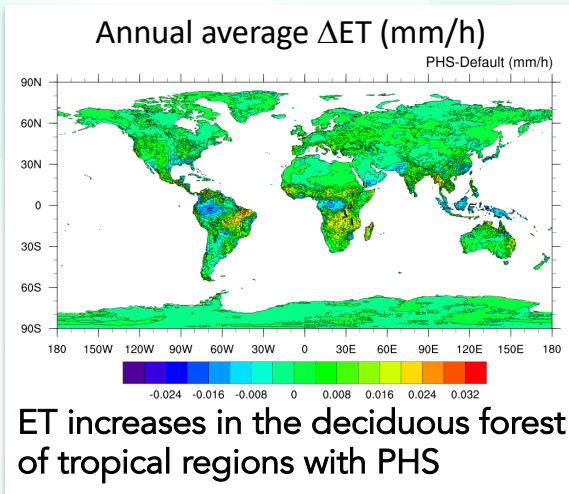 Annual average ΔET (mm/h)
PHS-Default (mm/h)
90N
60N
30N
0
30S
60S
90S
180 150W 120W 90W 60W 30W 0 30E 60E 90E 120E 150E 180
-0.024 -0.016 -0.008 0 0.008 0.016 0.024 0.032
ET increases in the deciduous forest
of tropical regions with PHS